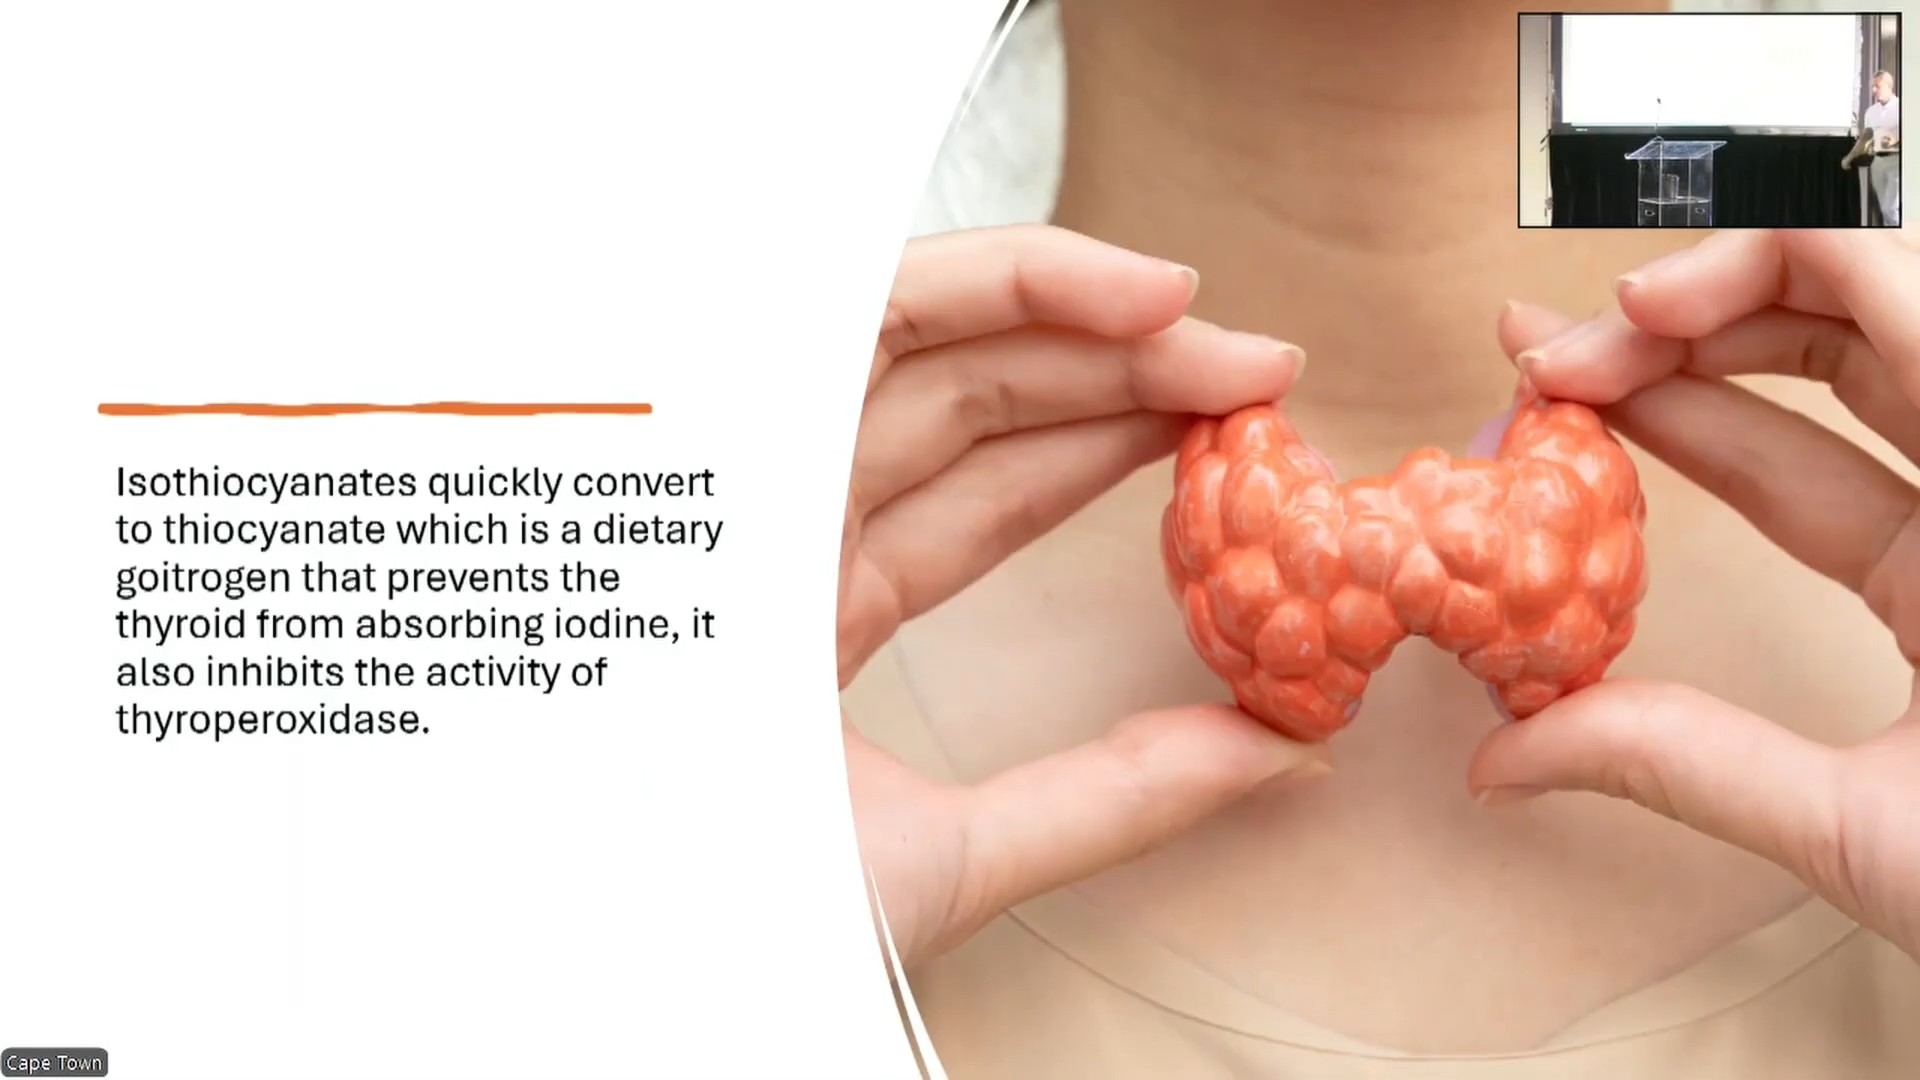 Isothiocyanates quickly convert
to thiocyanate which is a dietary
goitrogen that prevents the
thyroid from absorbing iodine, it
also inhibits the activity of
thyroperoxidase.
Cape Town